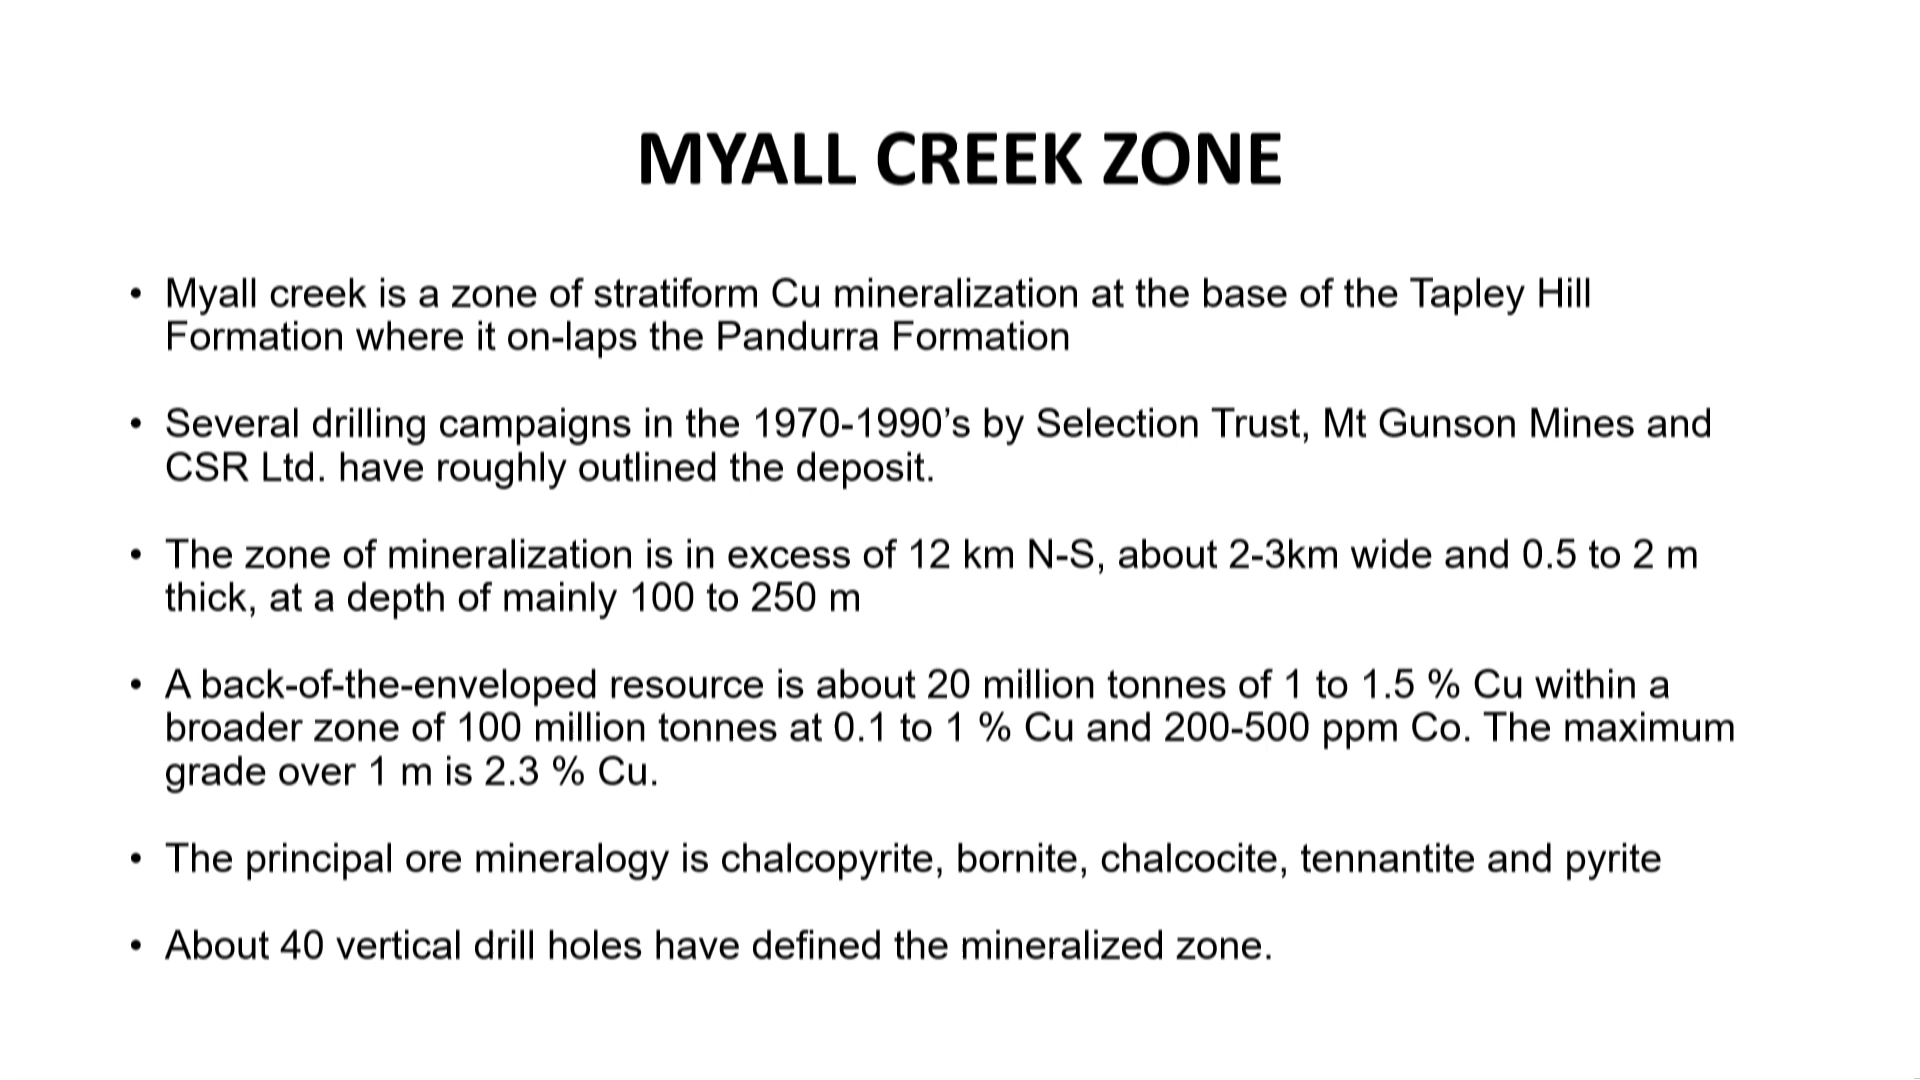 MYALL CREEK ZONE
• Myall creek is a zone of stratiform Cu mineralization at the base of the Tapley Hill
Formation where it on-laps the Pandurra Formation
• Several drilling campaigns in the 1970-1990’s by Selection Trust, Mt Gunson Mines and
CSR Ltd. have roughly outlined the deposit.
• The zone of mineralization is in excess of 12 km N-S, about 2-3km wide and 0.5 to 2 m
thick, at a depth of mainly 100 to 250 m
• A back-of-the-enveloped resource is about 20 million tonnes of 1 to 1.5 % Cu within a
broader zone of 100 million tonnes at 0.1 to 1 % Cu and 200-500 ppm Co. The maximum
grade over 1 m is 2.3 % Cu.
• The principal ore mineralogy is chalcopyrite, bornite, chalcocite, tennantite and pyrite
• About 40 vertical drill holes have defined the mineralized zone.